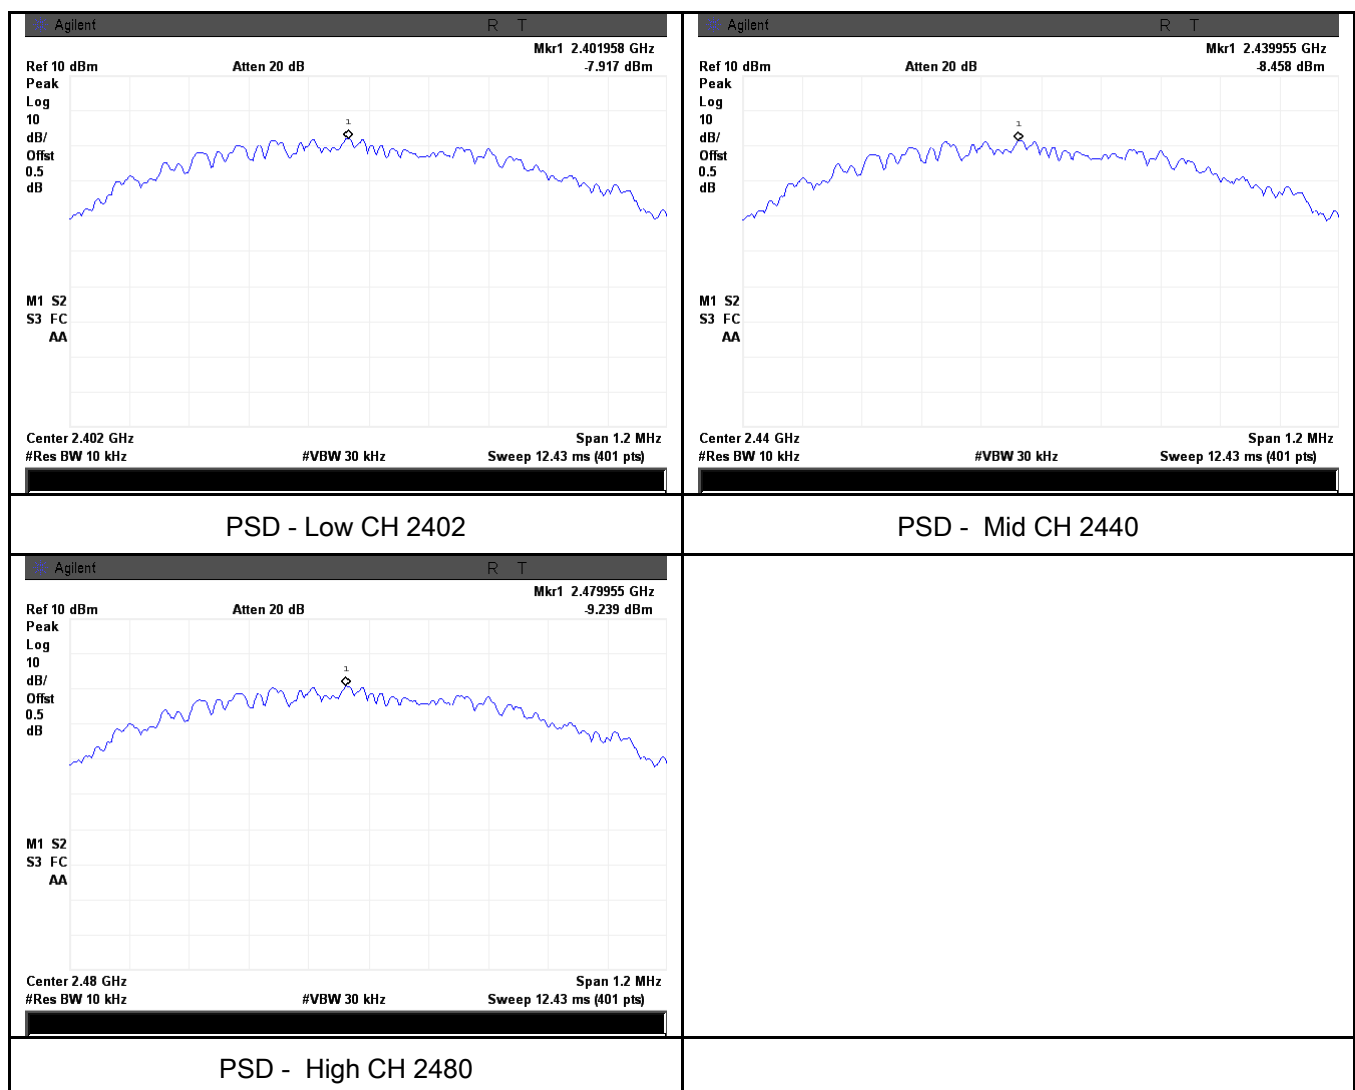 Agilent R T
Mkr1 2.401958 GHz
Ref 10 dBm Atten 20 dB -7.917 dBm
Peak
Log
10
dB/
Offst
0.5
dB
1
M1 S2
S3 FC
AA
Center 2.402 GHz Span 1.2 MHz
#Res BW 10 kHz #VBW 30 kHz Sweep 12.43 ms (401 pts)
PSD - Low CH 2402
Agilent R T
Mkr1 2.439955 GHz
Ref 10 dBm Atten 20 dB -8.458 dBm
Peak
Log
10
dB/
Offst
0.5
dB
1
M1 S2
S3 FC
AA
Center 2.44 GHz Span 1.2 MHz
#Res BW 10 kHz #VBW 30 kHz Sweep 12.43 ms (401 pts)
PSD - Mid CH 2440
Agilent R T
Mkr1 2.479955 GHz
Ref 10 dBm Atten 20 dB -9.239 dBm
Peak
Log
10
dB/
Offst
0.5
dB
1
M1 S2
S3 FC
AA
Center 2.48 GHz Span 1.2 MHz
#Res BW 10 kHz #VBW 30 kHz Sweep 12.43 ms (401 pts)
PSD - High CH 2480